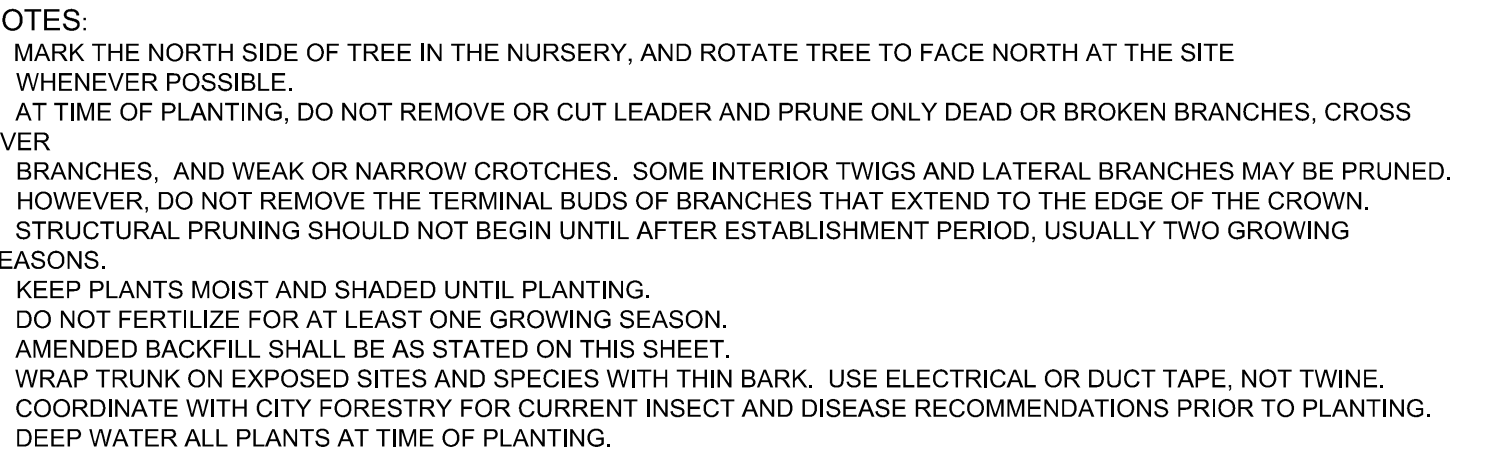 OTES:
MARK THE NORTH SIDE OF TREE IN THE NURSERY, AND ROTATE TREE TO FACE NORTH AT THE SITE
WHENEVER POSSIBLE.
AT TIME OF PLANTING, DO NOT REMOVE OR CUT LEADER AND PRUNE ONLY DEAD OR BROKEN BRANCHES, CROSS
VER
BRANCHES, AND WEAK OR NARROW CROTCHES. SOME INTERIOR TWIGS AND LATERAL BRANCHES MAY BE PRUNED.
HOWEVER, DO NOT REMOVE THE TERMINAL BUDS OF BRANCHES THAT EXTEND TO THE EDGE OF THE CROWN.
STRUCTURAL PRUNING SHOULD NOT BEGIN UNTIL AFTER ESTABLISHMENT PERIOD, USUALLY TWO GROWING
EASONS.
KEEP PLANTS MOIST AND SHADED UNTIL PLANTING.
DO NOT FERTILIZE FOR AT LEAST ONE GROWING SEASON.
AMENDED BACKFILL SHALL BE AS STATED ON THIS SHEET.
WRAP TRUNK ON EXPOSED SITES AND SPECIES WITH THIN BARK. USE ELECTRICAL OR DUCT TAPE, NOT TWINE.
COORDINATE WITH CITY FORESTRY FOR CURRENT INSECT AND DISEASE RECOMMENDATIONS PRIOR TO PLANTING.
DEEP WATER ALL PLANTS AT TIME OF PLANTING.